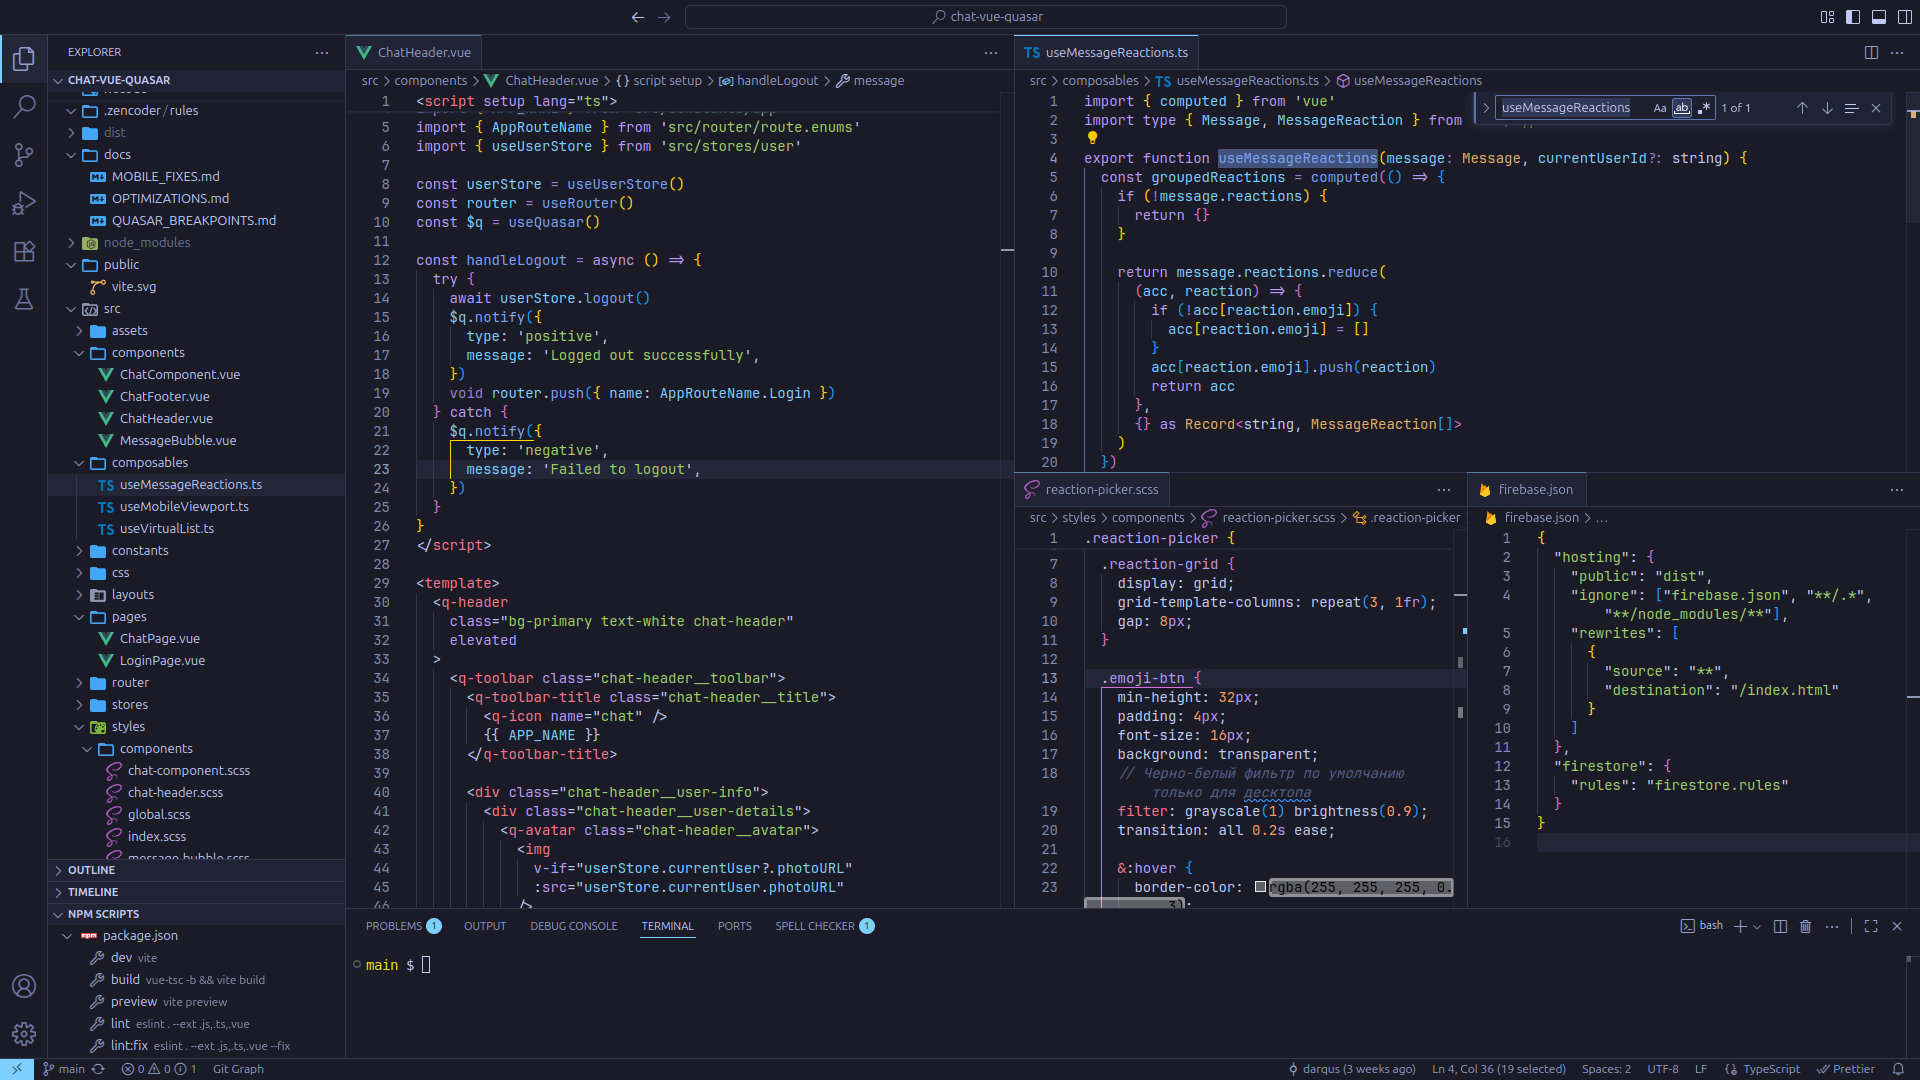 chat-vue-quasar
EXPLORER
CHAT-VUE-QUASAR
.zencoder / rules
dist
docs
MOBILE_FIXES.md
OPTIMIZATIONS.md
QUASAR_BREAKPOINTS.md
node_modules
public
vite.svg
src
assets
components
ChatComponent.vue
ChatFooter.vue
ChatHeader.vue
MessageBubble.vue
composables
TS useMessageReactions.ts
TS useMobileViewport.ts
TS useVirtualList.ts
constants
css
layouts
pages
ChatPage.vue
LoginPage.vue
router
stores
styles
components
chat-component.scss
chat-header.scss
global.scss
index.scss
message-bubble.scss
OUTLINE
TIMELINE
NPM SCRIPTS
package.json
dev vite
build vue-tsc -b && vite build
preview vite preview
lint eslint . --ext .js,.ts,.vue
lint:fix eslint . --ext .js,.ts,.vue --fix
ChatHeader.vue
src > components > ChatHeader.vue > {} script setup > handleLogout > message
1 <script setup lang="ts">
5 import { AppRouteName } from 'src/router/route.enums'
6 import { useUserStore } from 'src/stores/user'
7
8 const userStore = useUserStore()
9 const router = useRouter()
10 const $q = useQuasar()
11
12 const handleLogout = async () => {
13 try {
14 await userStore.logout()
15 $q.notify({
16 type: 'positive',
17 message: 'Logged out successfully',
18 })
19 void router.push({ name: AppRouteName.Login })
20 } catch {
21 $q.notify({
22 type: 'negative',
23 message: 'Failed to logout',
24 })
25 }
26 }
27 </script>
28
29 <template>
30 <q-header
31 class="bg-primary text-white chat-header"
32 elevated
33 >
34 <q-toolbar class="chat-header__toolbar">
35 <q-toolbar-title class="chat-header__title">
36 <q-icon name="chat" />
37 {{ APP_NAME }}
38 </q-toolbar-title>
39
40 <div class="chat-header__user-info">
41 <div class="chat-header__user-details">
42 <q-avatar class="chat-header__avatar">
43 <img
44 v-if="userStore.currentUser?.photoURL"
45 :src="userStore.currentUser.photoURL"
46 />
TS useMessageReactions.ts
src > composables > TS useMessageReactions.ts > useMessageReactions
useMessageReactions Aa ab .* 1 of 1
1 import { computed } from 'vue'
2 import type { Message, MessageReaction } from
3
4 export function useMessageReactions(message: Message, currentUserId?: string) {
5 const groupedReactions = computed(() => {
6 if (!message.reactions) {
7 return {}
8 }
9
10 return message.reactions.reduce(
11 (acc, reaction) => {
12 if (!acc[reaction.emoji]) {
13 acc[reaction.emoji] = []
14 }
15 acc[reaction.emoji].push(reaction)
16 return acc
17 },
18 {} as Record<string, MessageReaction[]>
19 )
20 })
reaction-picker.scss
src > styles > components > reaction-picker.scss > .reaction-picker
1 .reaction-picker {
7 .reaction-grid {
8 display: grid;
9 grid-template-columns: repeat(3, 1fr);
10 gap: 8px;
11 }
12
13 .emoji-btn {
14 min-height: 32px;
15 padding: 4px;
16 font-size: 16px;
17 background: transparent;
18 // Черно-белый фильтр по умолчанию
только для десктопа
19 filter: grayscale(1) brightness(0.9);
20 transition: all 0.2s ease;
21
22 &:hover {
23 border-color: rgba(255, 255, 255, 0.
3);
firebase.json
firebase.json > ...
1 {
2 "hosting": {
3 "public": "dist",
4 "ignore": ["firebase.json", "**/.*",
"**/node_modules/**"],
5 "rewrites": [
6 {
7 "source": "**",
8 "destination": "/index.html"
9 }
10 ]
11 },
12 "firestore": {
13 "rules": "firestore.rules"
14 }
15 }
16
PROBLEMS 1 OUTPUT DEBUG CONSOLE TERMINAL PORTS SPELL CHECKER 1
bash
main $
main 0 0 1 Git Graph
darqus (3 weeks ago) Ln 4, Col 36 (19 selected) Spaces: 2 UTF-8 LF {} TypeScript Prettier